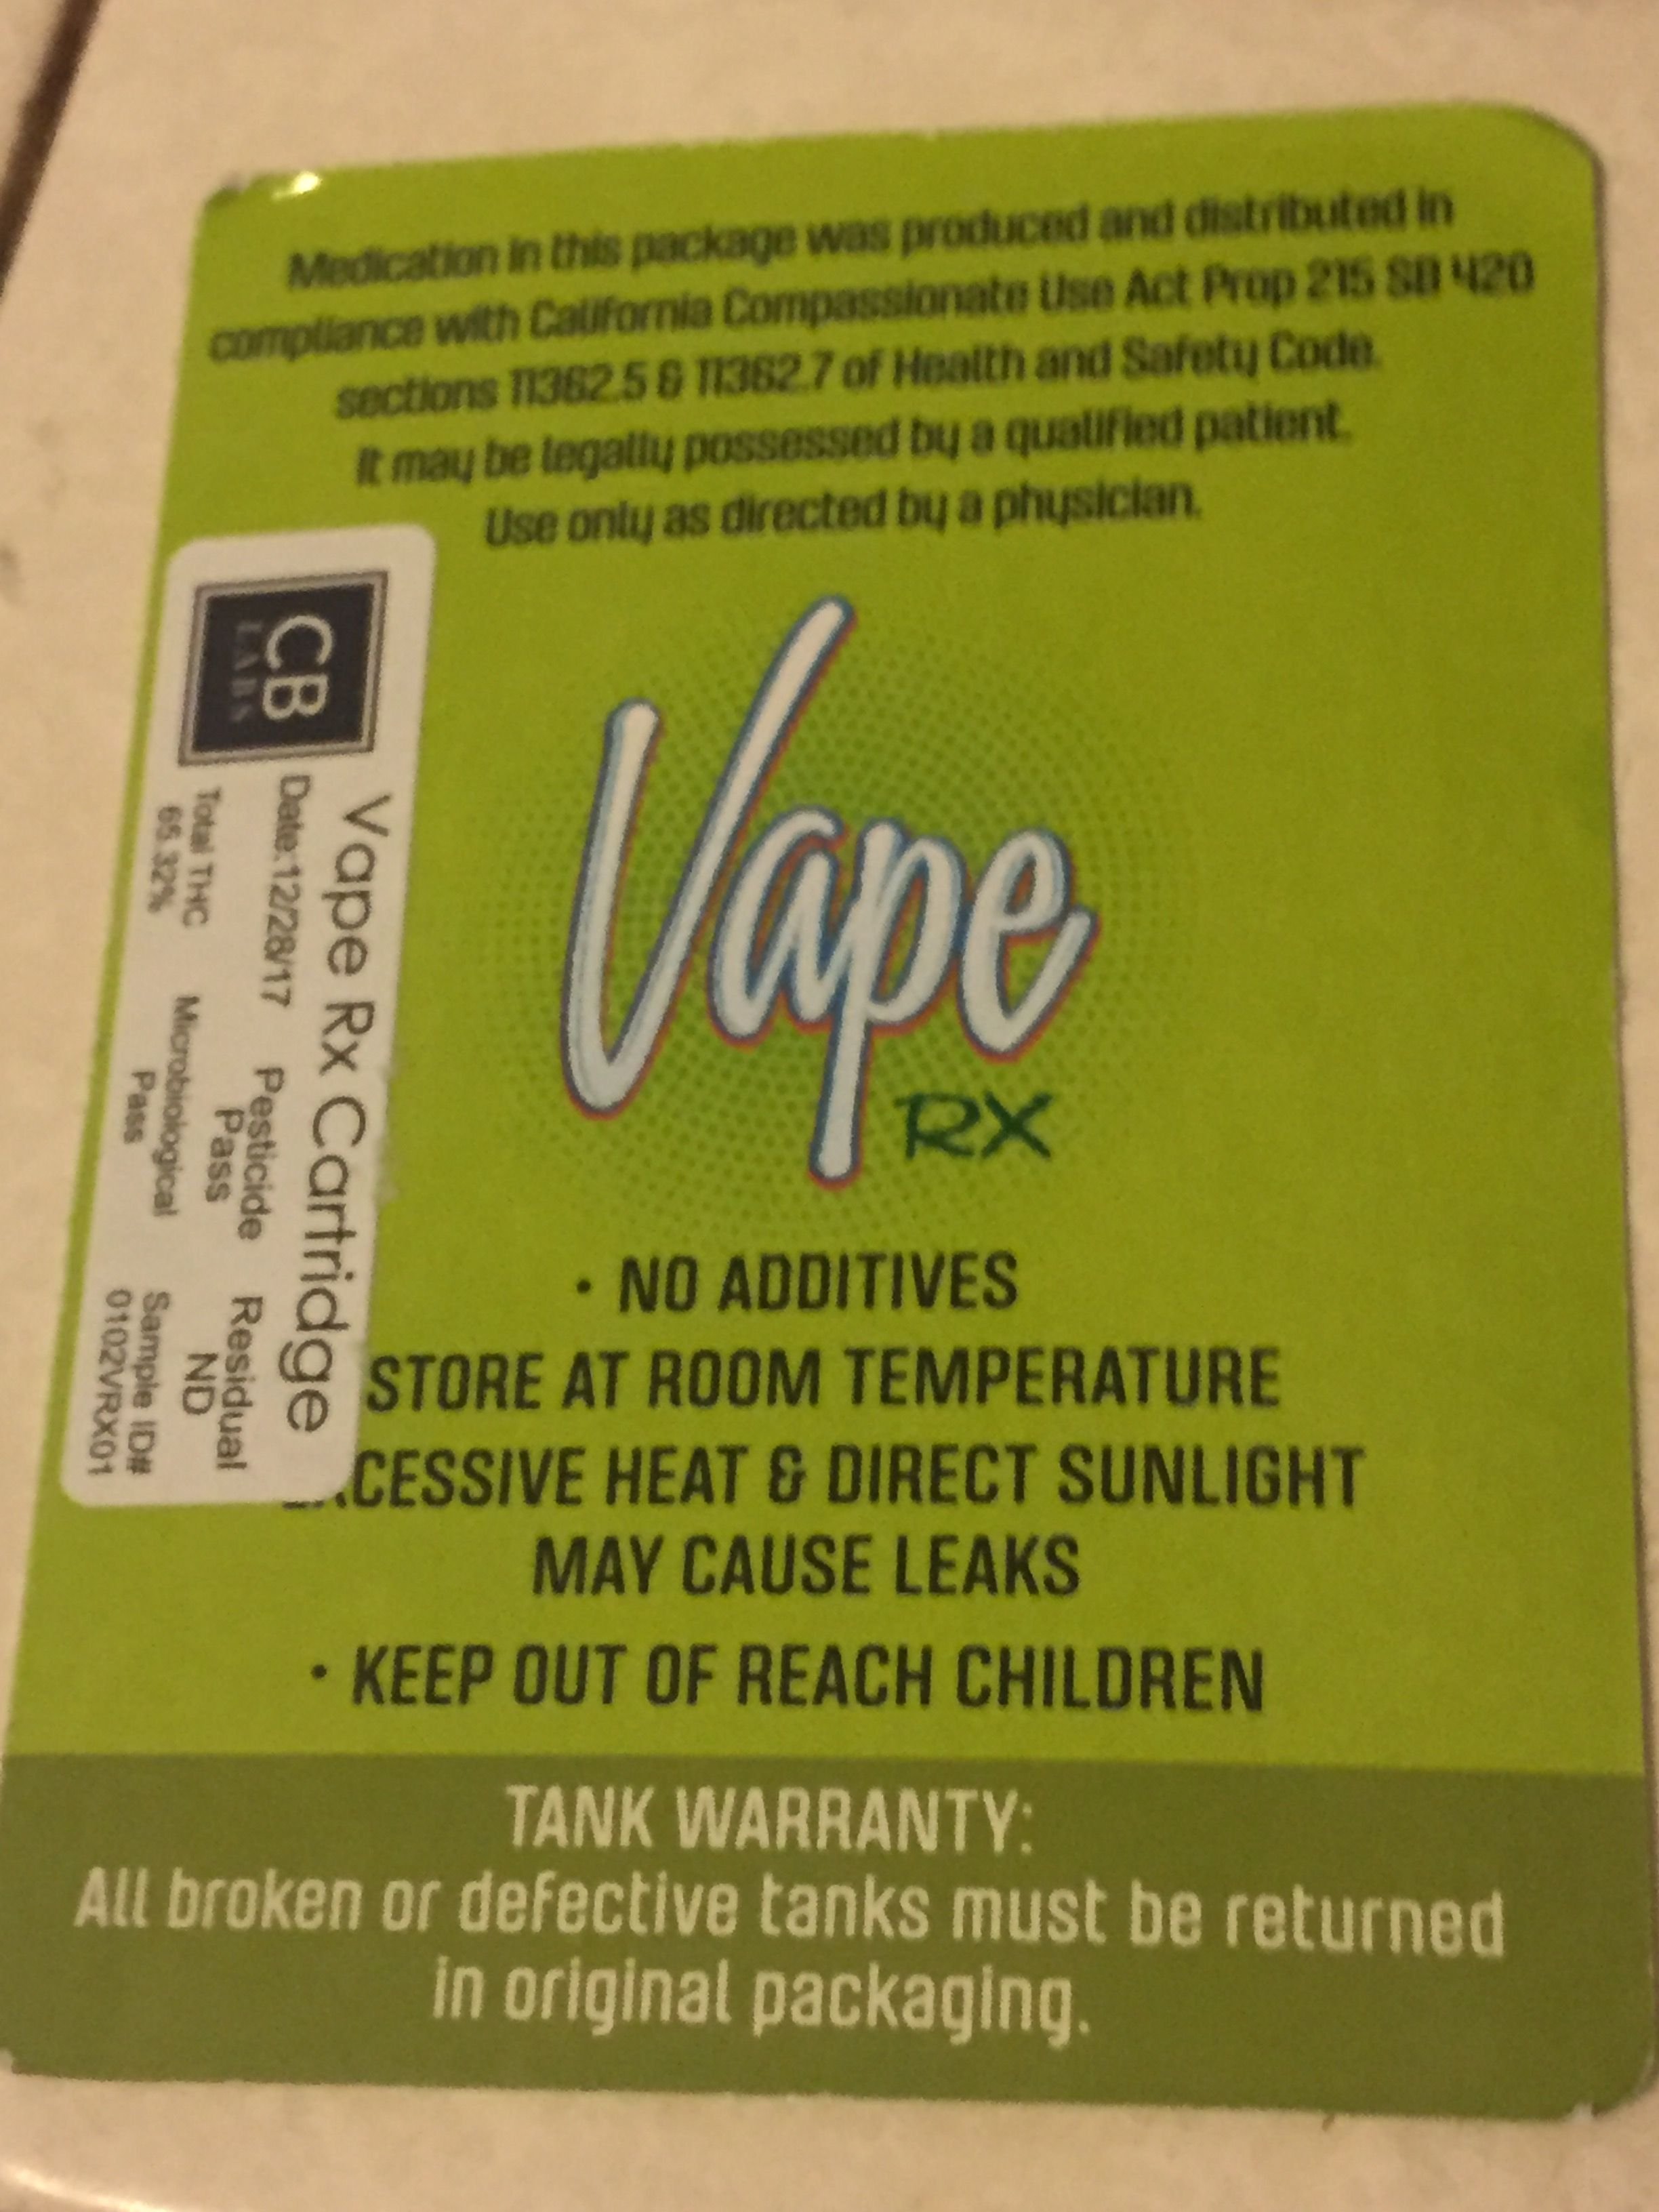 Medication in this package was produced and distributed in
compliance with California Compassionate Use Act Prop 215 SB 420
sections 11362.5 & 11362.7 of Health and Safety Code.
It may be legally possessed by a qualified patient.
Use only as directed by a physician.
Vape
RX
• NO ADDITIVES
STORE AT ROOM TEMPERATURE
CESSIVE HEAT & DIRECT SUNLIGHT
MAY CAUSE LEAKS
• KEEP OUT OF REACH CHILDREN
TANK WARRANTY:
All broken or defective tanks must be returned
in original packaging.
CB
LABS
Vape Rx Cartridge
Date:12/28/17 Pesticide Residual
Pass ND
Total THC Microbiological Sample ID#
65.32% Pass 0102VRX01